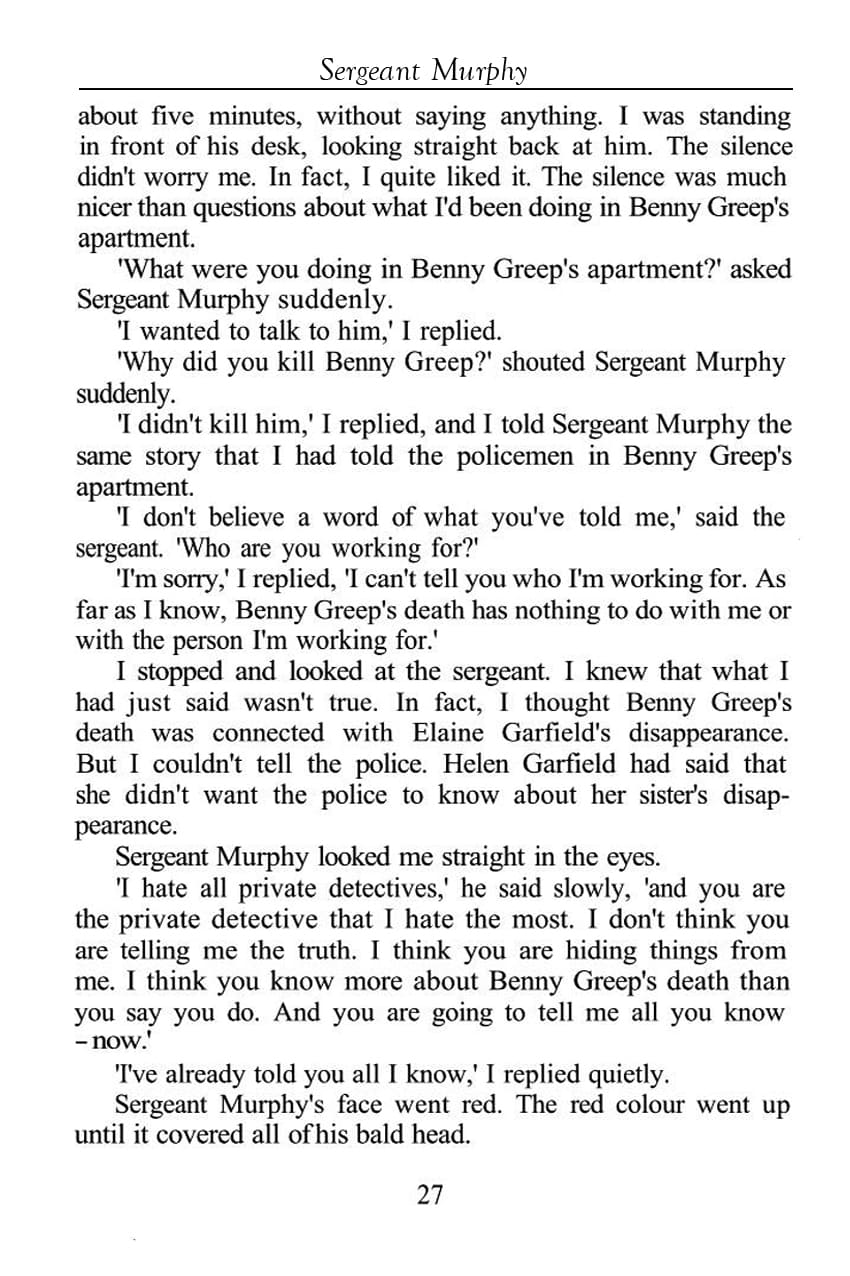 Sergeant Murphy
about five minutes, without saying anything. I was standing
in front of his desk, looking straight back at him. The silence
didn't worry me. In fact, I quite liked it. The silence was much
nicer than questions about what I'd been doing in Benny Greep's
apartment.
'What were you doing in Benny Greep's apartment?' asked
Sergeant Murphy suddenly.
'I wanted to talk to him,' I replied.
'Why did you kill Benny Greep?' shouted Sergeant Murphy
suddenly.
'I didn't kill him,' I replied, and I told Sergeant Murphy the
same story that I had told the policemen in Benny Greep's
apartment.
'I don't believe a word of what you've told me,' said the
sergeant. 'Who are you working for?'
'I'm sorry,' I replied, 'I can't tell you who I'm working for. As
far as I know, Benny Greep's death has nothing to do with me or
with the person I'm working for.'
I stopped and looked at the sergeant. I knew that what I
had just said wasn't true. In fact, I thought Benny Greep's
death was connected with Elaine Garfield's disappearance.
But I couldn't tell the police. Helen Garfield had said that
she didn't want the police to know about her sister's disap-
pearance.
Sergeant Murphy looked me straight in the eyes.
'I hate all private detectives,' he said slowly, 'and you are
the private detective that I hate the most. I don't think you
are telling me the truth. I think you are hiding things from
me. I think you know more about Benny Greep's death than
you say you do. And you are going to tell me all you know
– now.'
'I've already told you all I know,' I replied quietly.
Sergeant Murphy's face went red. The red colour went up
until it covered all of his bald head.
27